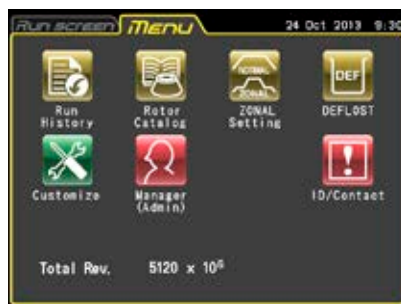 Run screen Menu 24 Oct 2013 9:30
NORMAL
ZONAL
DEF
Run History
Rotor Catalog
ZONAL Setting
DEFLOST
Customize
Manager (Admin)
ID/Contact
Total Rev. 5120 × 10⁶